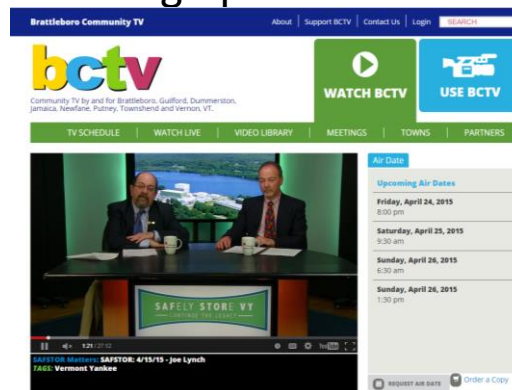 Brattleboro Community TV
About | Support BCTV | Contact Us | Login SEARCH
bctv
WATCH BCTV
USE BCTV
Community TV by and for Brattleboro, Guilford, Dummerston,
Jamaica, Newfane, Putney, Townshend and Vernon, VT.
TV SCHEDULE | WATCH LIVE | VIDEO LIBRARY | MEETINGS | TOWNS | PARTNERS
Air Date
Upcoming Air Dates
Friday, April 24, 2015
8:00 pm
Saturday, April 25, 2015
9:30 am
Sunday, April 26, 2015
6:30 am
Sunday, April 26, 2015
1:30 pm
SAFELY STORE VT
CONTINUE THE LEGACY
1:21 / 27:12
YouTube
SAFSTOR Matters: SAFSTOR: 4/15/15 - Joe Lynch
TAGS: Vermont Yankee
REQUEST AIR DATE
Order a Copy